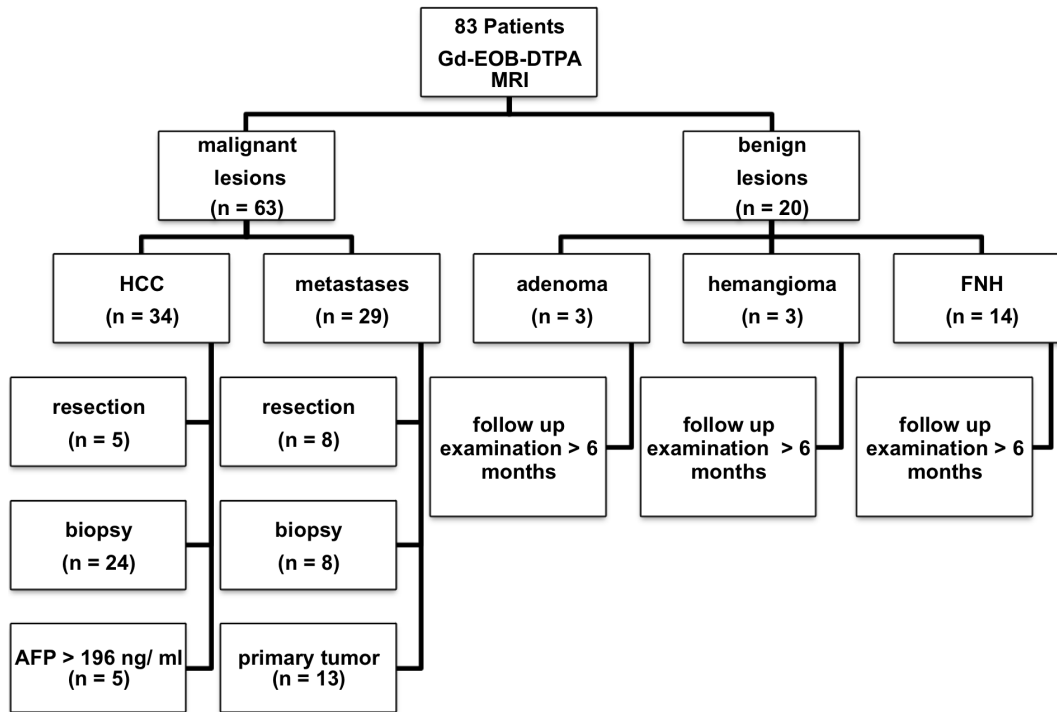 83 Patients
Gd-EOB-DTPA
MRI
malignant
lesions
(n = 63)
benign
lesions
(n = 20)
HCC
(n = 34)
metastases
(n = 29)
adenoma
(n = 3)
hemangioma
(n = 3)
FNH
(n = 14)
resection
(n = 5)
resection
(n = 8)
follow up
examination > 6
months
follow up
examination > 6
months
follow up
examination > 6
months
biopsy
(n = 24)
biopsy
(n = 8)
AFP > 196 ng/ ml
(n = 5)
primary tumor
(n = 13)